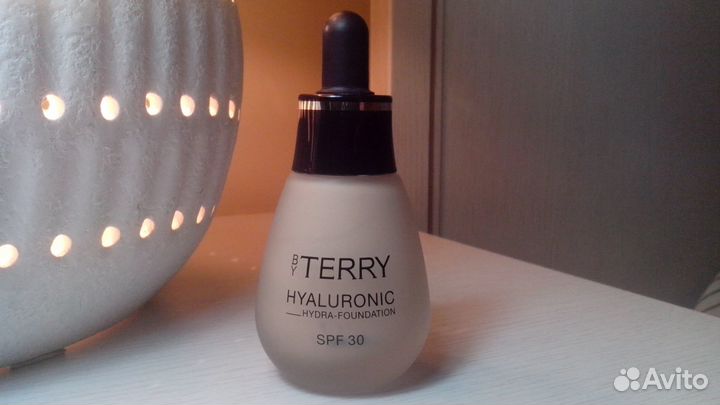 BY TERRY
HYALURONIC
HYDRA-FOUNDATION
SPF 30
Avito